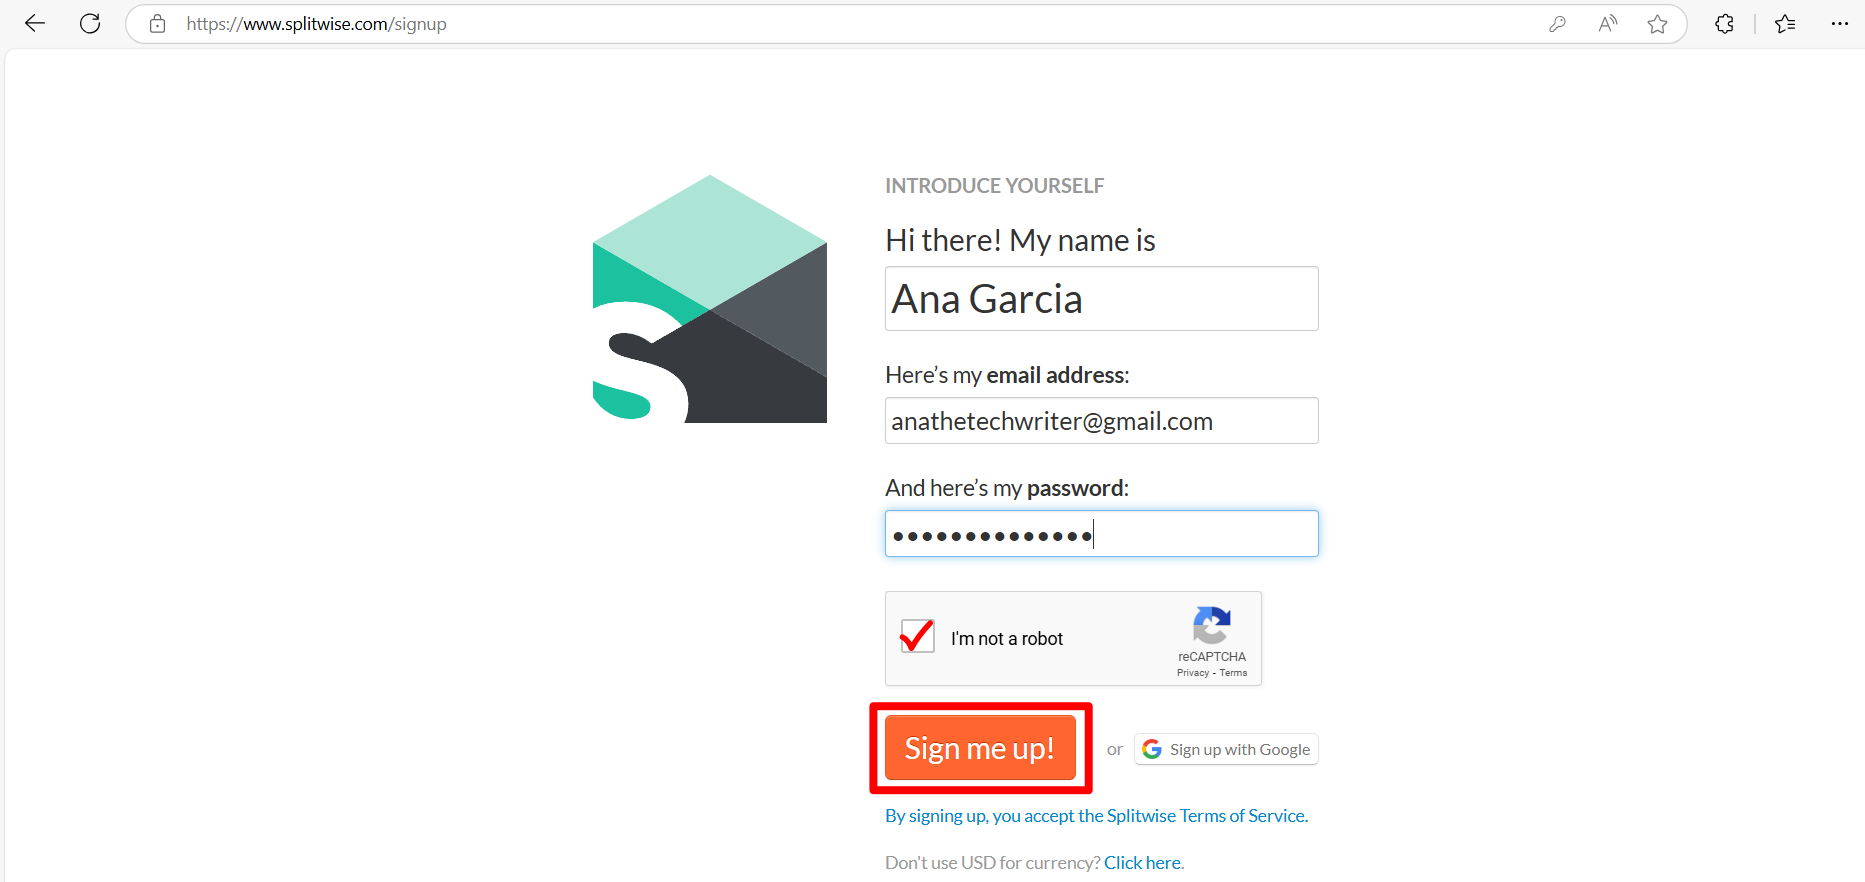 https://www.splitwise.com/signup
INTRODUCE YOURSELF
Hi there! My name is
Ana Garcia
Here's my email address:
anathetechwriter@gmail.com
And here's my password:
••••••••••••••
I'm not a robot
reCAPTCHA
Privacy - Terms
Sign me up! or Sign up with Google
By signing up, you accept the Splitwise Terms of Service.
Don't use USD for currency? Click here.